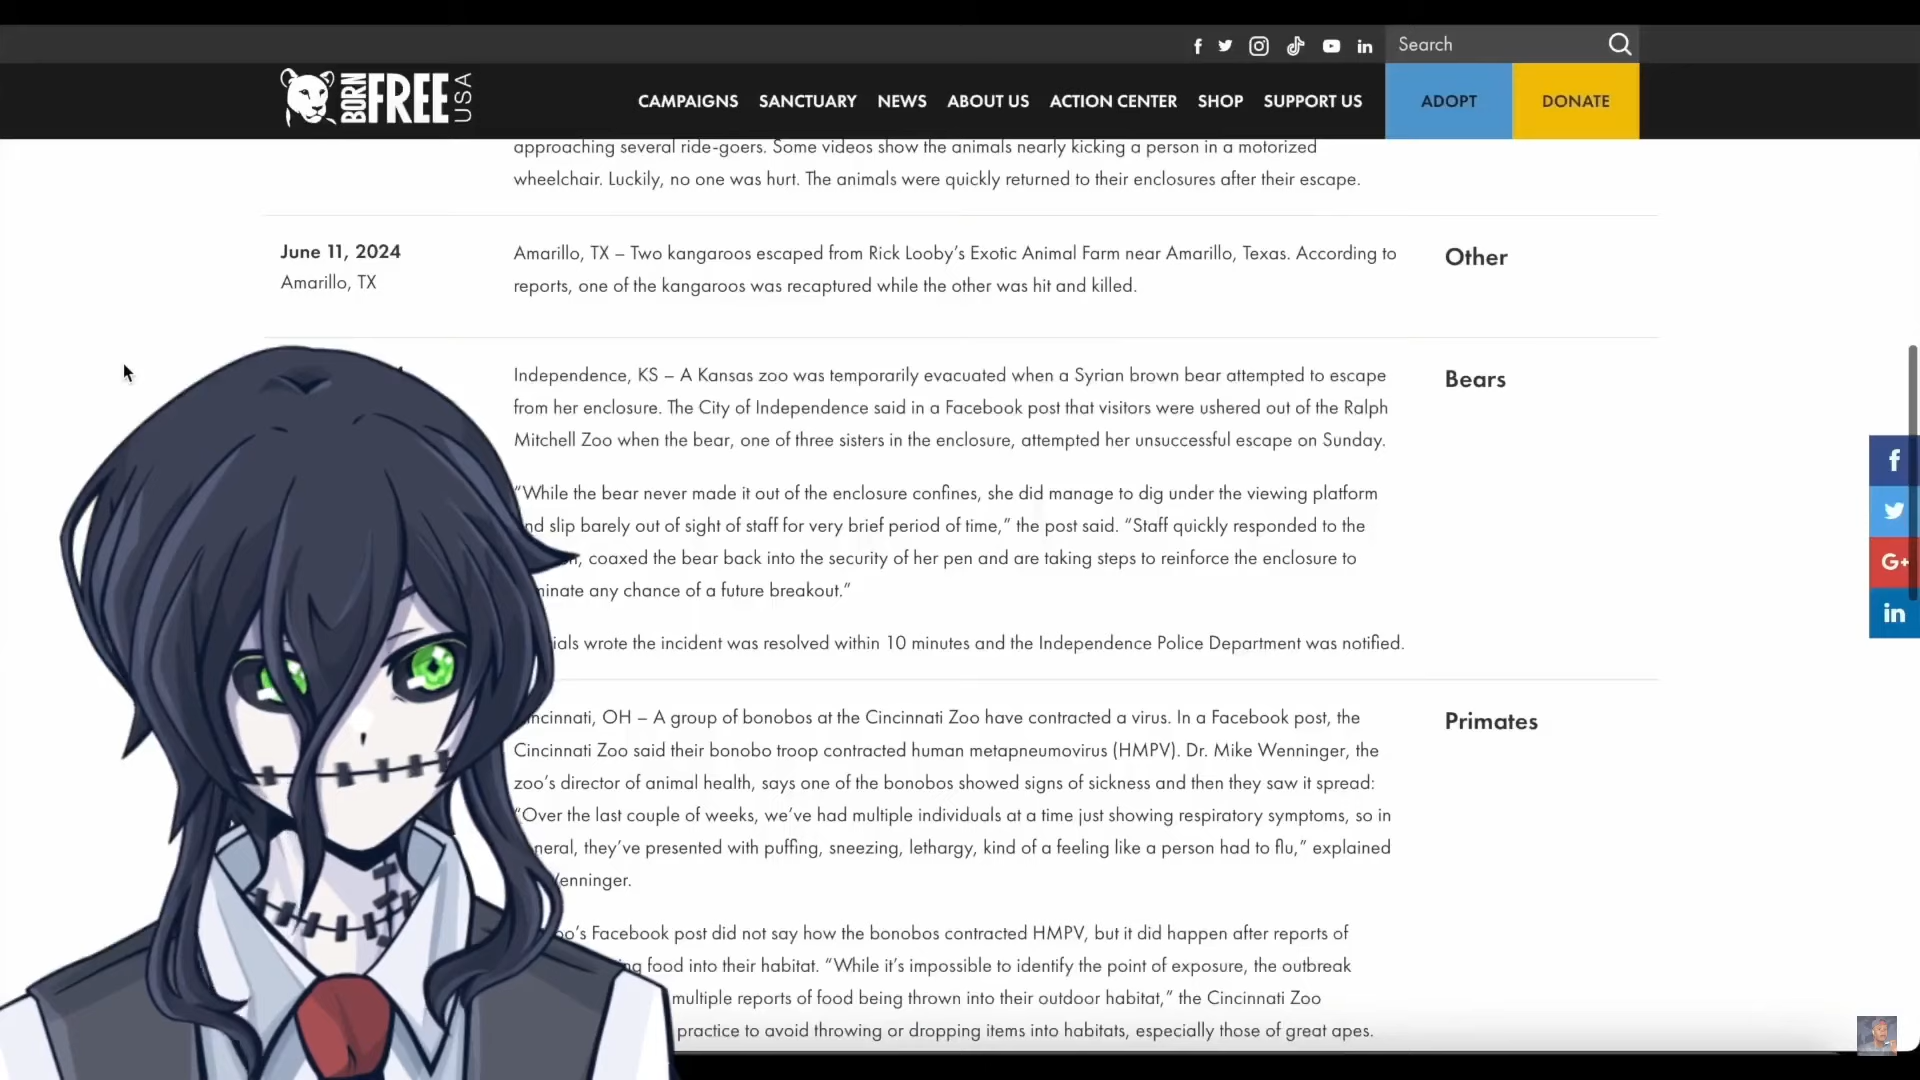 Search
BORN FREE USA
CAMPAIGNS SANCTUARY NEWS ABOUT US ACTION CENTER SHOP SUPPORT US ADOPT DONATE
approaching several ride-goers. Some videos show the animals nearly kicking a person in a motorized
wheelchair. Luckily, no one was hurt. The animals were quickly returned to their enclosures after their escape.
June 11, 2024
Amarillo, TX
Amarillo, TX – Two kangaroos escaped from Rick Looby’s Exotic Animal Farm near Amarillo, Texas. According to
reports, one of the kangaroos was recaptured while the other was hit and killed.
Other
Independence, KS – A Kansas zoo was temporarily evacuated when a Syrian brown bear attempted to escape
from her enclosure. The City of Independence said in a Facebook post that visitors were ushered out of the Ralph
Mitchell Zoo when the bear, one of three sisters in the enclosure, attempted her unsuccessful escape on Sunday.
Bears
“While the bear never made it out of the enclosure confines, she did manage to dig under the viewing platform
nd slip barely out of sight of staff for very brief period of time,” the post said. “Staff quickly responded to the
n, coaxed the bear back into the security of her pen and are taking steps to reinforce the enclosure to
minate any chance of a future breakout.”
ials wrote the incident was resolved within 10 minutes and the Independence Police Department was notified.
ncinnati, OH – A group of bonobos at the Cincinnati Zoo have contracted a virus. In a Facebook post, the
Cincinnati Zoo said their bonobo troop contracted human metapneumovirus (HMPV). Dr. Mike Wenninger, the
zoo’s director of animal health, says one of the bonobos showed signs of sickness and then they saw it spread:
“Over the last couple of weeks, we’ve had multiple individuals at a time just showing respiratory symptoms, so in
neral, they’ve presented with puffing, sneezing, lethargy, kind of a feeling like a person had to flu,” explained
enninger.
Primates
oo’s Facebook post did not say how the bonobos contracted HMPV, but it did happen after reports of
ng food into their habitat. “While it’s impossible to identify the point of exposure, the outbreak
multiple reports of food being thrown into their outdoor habitat,” the Cincinnati Zoo
practice to avoid throwing or dropping items into habitats, especially those of great apes.